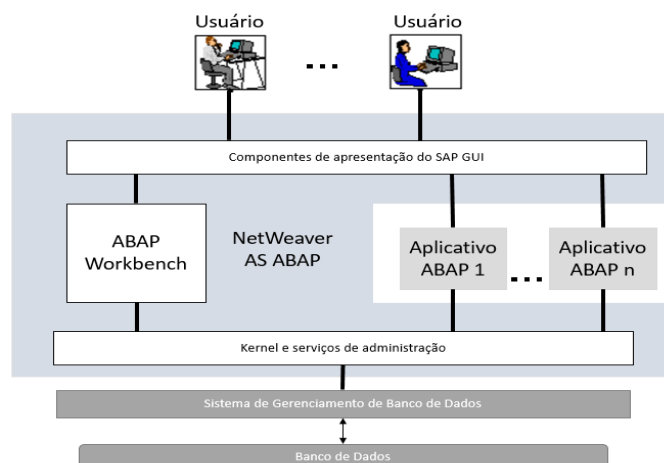 Usuário
Usuário
...
Componentes de apresentação do SAP GUI
ABAP
Workbench
NetWeaver
AS ABAP
Aplicativo
ABAP 1
...
Aplicativo
ABAP n
Kernel e serviços de administração
Sistema de Gerenciamento de Banco de Dados
Banco de Dados